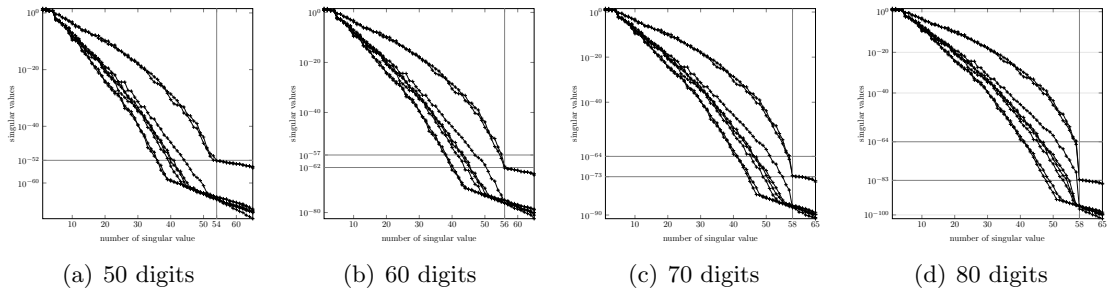 singular values
10^0
10^−20
10^−40
10^−52
10^−60
10 20 30 40 50 54 60
number of singular value
(a) 50 digits
singular values
10^0
10^−20
10^−40
10^−57
10^−62
10^−80
10 20 30 40 50 56 60
number of singular value
(b) 60 digits
singular values
10^0
10^−20
10^−40
10^−64
10^−73
10^−90
10 20 30 40 50 58 65
number of singular value
(c) 70 digits
singular values
10^0
10^−20
10^−40
10^−64
10^−83
10^−100
10 20 30 40 50 58 65
number of singular value
(d) 80 digits